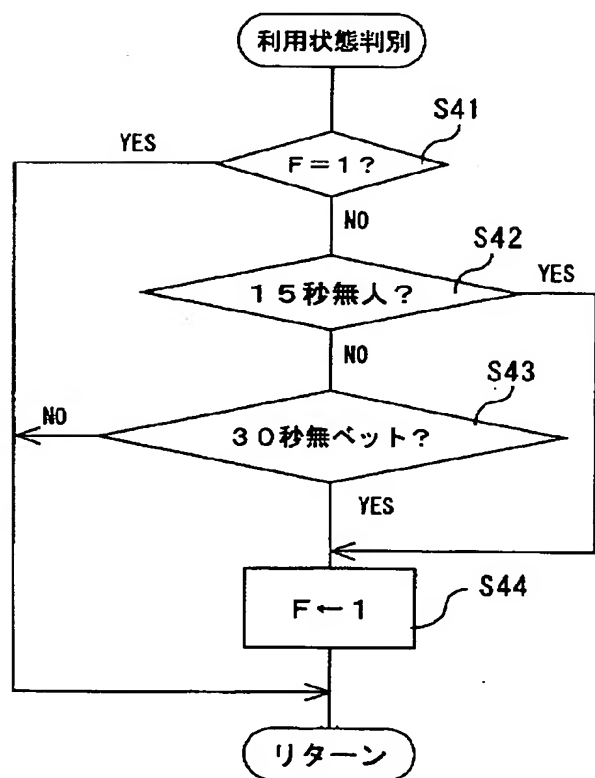 利用状態判別
S41
YES
F=1?
NO
S42
YES
15秒無人?
NO
S43
NO
30秒無ベット?
YES
S44
F←1
リターン